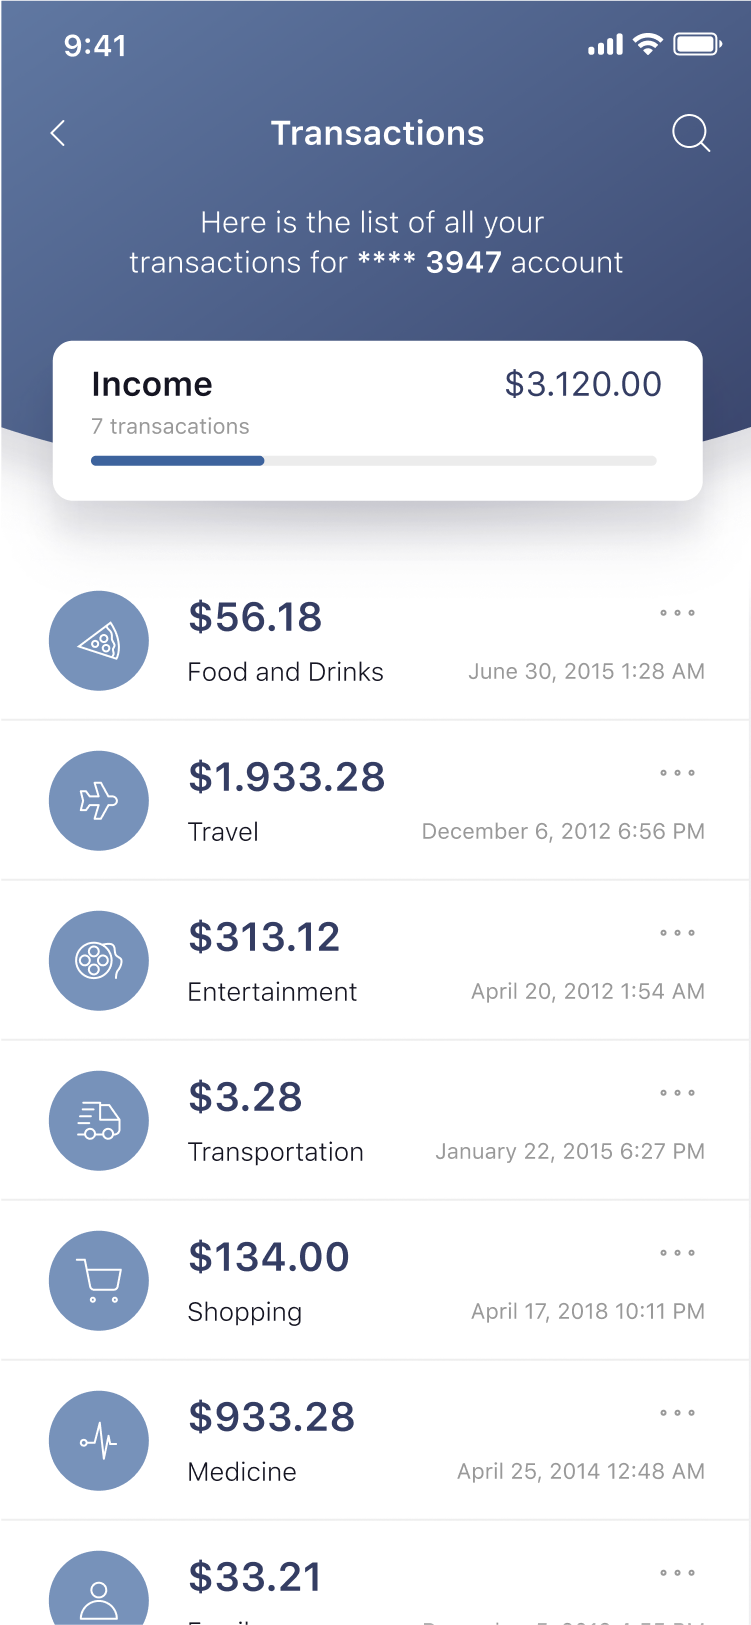 9:41
Transactions
Here is the list of all your
transactions for **** 3947 account
Income $3.120.00
7 transacations
$56.18
Food and Drinks June 30, 2015 1:28 AM
$1.933.28
Travel December 6, 2012 6:56 PM
$313.12
Entertainment April 20, 2012 1:54 AM
$3.28
Transportation January 22, 2015 6:27 PM
$134.00
Shopping April 17, 2018 10:11 PM
$933.28
Medicine April 25, 2014 12:48 AM
$33.21